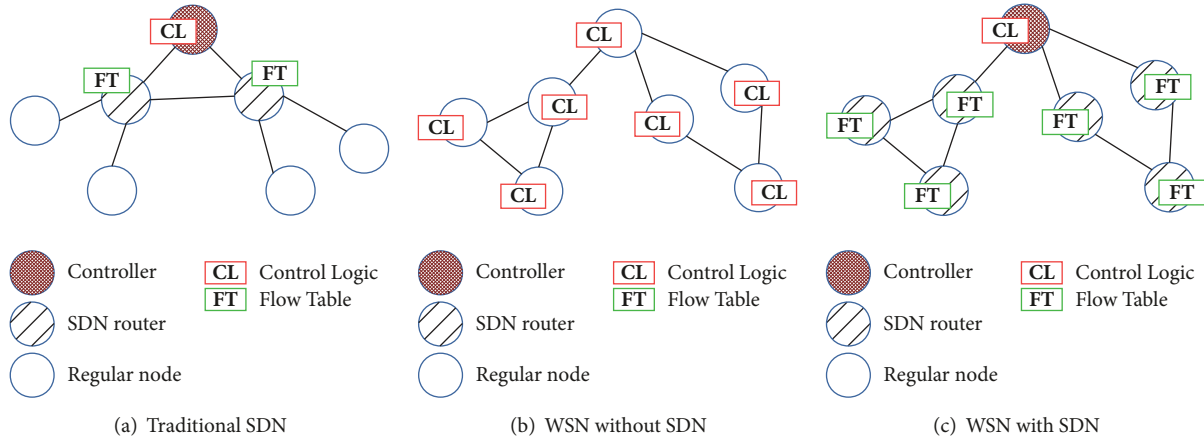 CL
FT
FT
Controller
SDN router
Regular node
CL Control Logic
FT Flow Table
(a) Traditional SDN
CL
CL
CL
CL
CL
CL
CL
Controller
SDN router
Regular node
CL Control Logic
FT Flow Table
(b) WSN without SDN
CL
FT
FT
FT
FT
FT
FT
Controller
SDN router
Regular node
CL Control Logic
FT Flow Table
(c) WSN with SDN